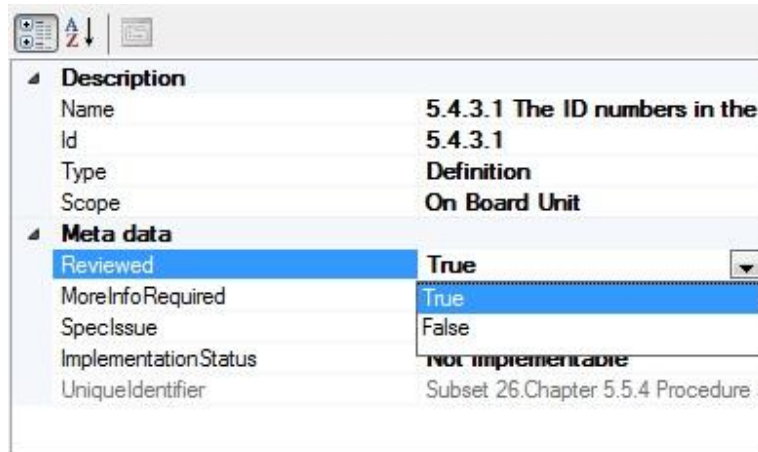 A
Z
Description
Name 5.4.3.1 The ID numbers in the
Id 5.4.3.1
Type Definition
Scope On Board Unit
Meta data
Reviewed True
MoreInfoRequired True
SpecIssue False
ImplementationStatus Not Implementable
UniqueIdentifier Subset 26.Chapter 5.5.4 Procedure